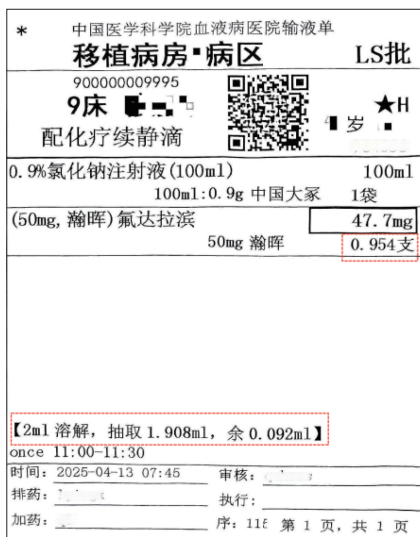 * 中国医学科学院血液病医院输液单
移植病房·病区 LS批
900000009995
9床
岁 ★H
配化疗续静滴
0.9%氯化钠注射液(100ml) 100ml
100ml:0.9g 中国大冢 1袋
(50mg,瀚晖)氟达拉滨 47.7mg
50mg 瀚晖 0.954支
【2ml 溶解，抽取 1.908ml，余 0.092ml】
once 11:00-11:30
时间: 2025-04-13 07:45 审核:
排药: 执行:
加药: 序: 第 1 页，共 1 页